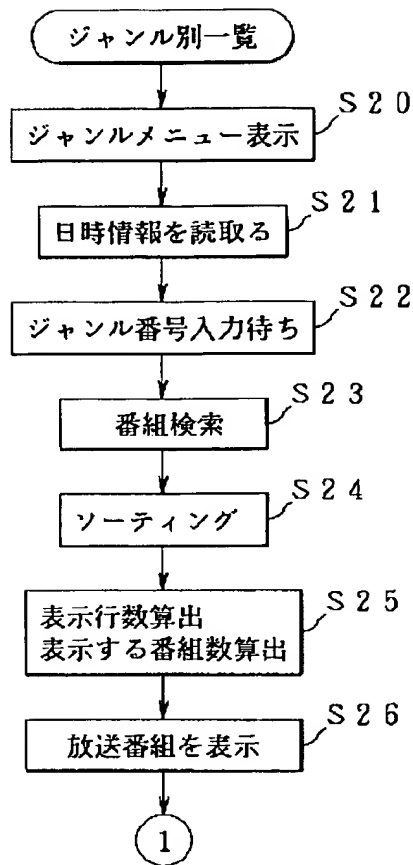 ジャンル別一覧
S20
ジャンルメニュー表示
S21
日時情報を読取る
S22
ジャンル番号入力待ち
S23
番組検索
S24
ソーティング
S25
表示行数算出
表示する番組数算出
S26
放送番組を表示
1